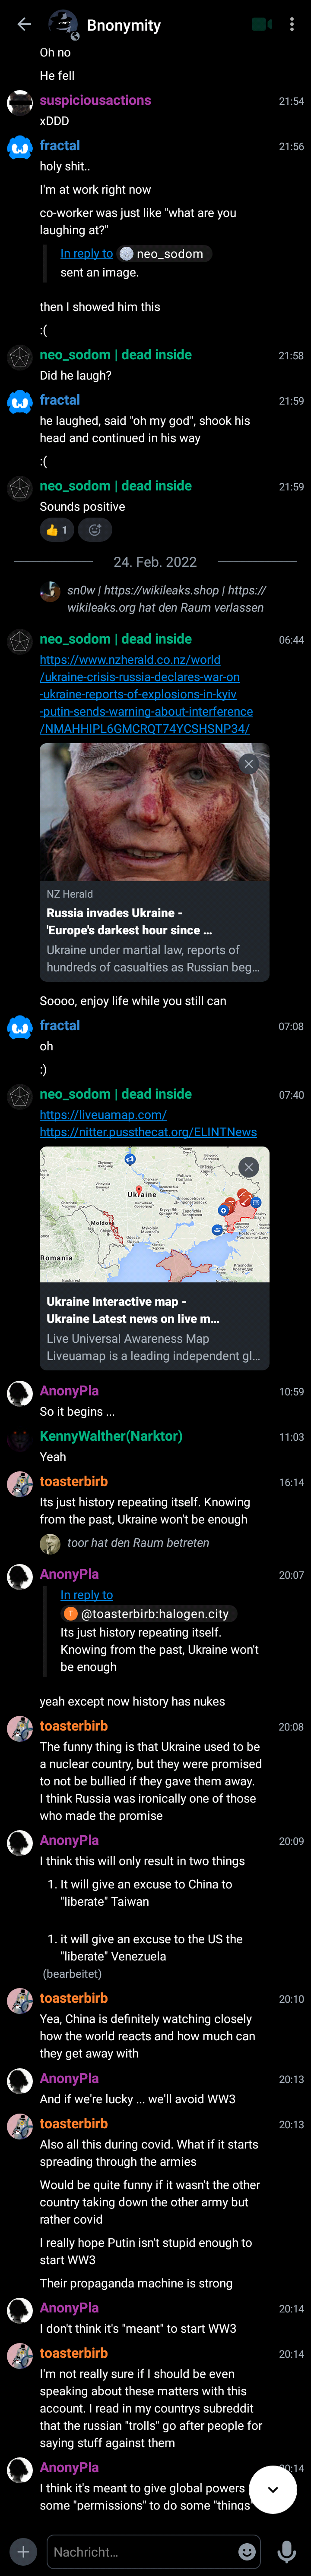 Bnonymity
Oh no
He fell
suspiciousactions 21:54
xDDD
fractal 21:56
holy shit..
I'm at work right now
co-worker was just like "what are you
laughing at?"
In reply to neo_sodom
sent an image.
then I showed him this
:(
neo_sodom | dead inside 21:58
Did he laugh?
fractal 21:59
he laughed, said "oh my god", shook his
head and continued in his way
:(
neo_sodom | dead inside 21:59
Sounds positive
👍 1
24. Feb. 2022
sn0w | https://wikileaks.shop | https://
wikileaks.org hat den Raum verlassen
neo_sodom | dead inside 06:44
https://www.nzherald.co.nz/world
/ukraine-crisis-russia-declares-war-on
-ukraine-reports-of-explosions-in-kyiv
-putin-sends-warning-about-interference
/NMAHHIPL6GMCRQT74YCSHSNP34/
NZ Herald
Russia invades Ukraine -
'Europe's darkest hour since ...
Ukraine under martial law, reports of
hundreds of casualties as Russian beg...
Soooo, enjoy life while you still can
fractal 07:08
oh
:)
neo_sodom | dead inside 07:40
https://liveuamap.com/
https://nitter.pussthecat.org/ELINTNews
Ukraine
Moldova
Romania
Ukraine Interactive map -
Ukraine Latest news on live m...
Live Universal Awareness Map
Liveuamap is a leading independent gl...
AnonyPla 10:59
So it begins ...
KennyWalther(Narktor) 11:03
Yeah
toasterbirb 16:14
Its just history repeating itself. Knowing
from the past, Ukraine won't be enough
toor hat den Raum betreten
AnonyPla 20:07
In reply to
T @toasterbirb:halogen.city
Its just history repeating itself.
Knowing from the past, Ukraine won't
be enough
yeah except now history has nukes
toasterbirb 20:08
The funny thing is that Ukraine used to be
a nuclear country, but they were promised
to not be bullied if they gave them away.
I think Russia was ironically one of those
who made the promise
AnonyPla 20:09
I think this will only result in two things
1. It will give an excuse to China to
"liberate" Taiwan
1. it will give an excuse to the US the
"liberate" Venezuela
(bearbeitet)
toasterbirb 20:10
Yea, China is definitely watching closely
how the world reacts and how much can
they get away with
AnonyPla 20:13
And if we're lucky ... we'll avoid WW3
toasterbirb 20:13
Also all this during covid. What if it starts
spreading through the armies
Would be quite funny if it wasn't the other
country taking down the other army but
rather covid
I really hope Putin isn't stupid enough to
start WW3
Their propaganda machine is strong
AnonyPla 20:14
I don't think it's "meant" to start WW3
toasterbirb 20:14
I'm not really sure if I should be even
speaking about these matters with this
account. I read in my countrys subreddit
that the russian "trolls" go after people for
saying stuff against them
AnonyPla 20:14
I think it's meant to give global powers
some "permissions" to do some "things"
Nachricht...